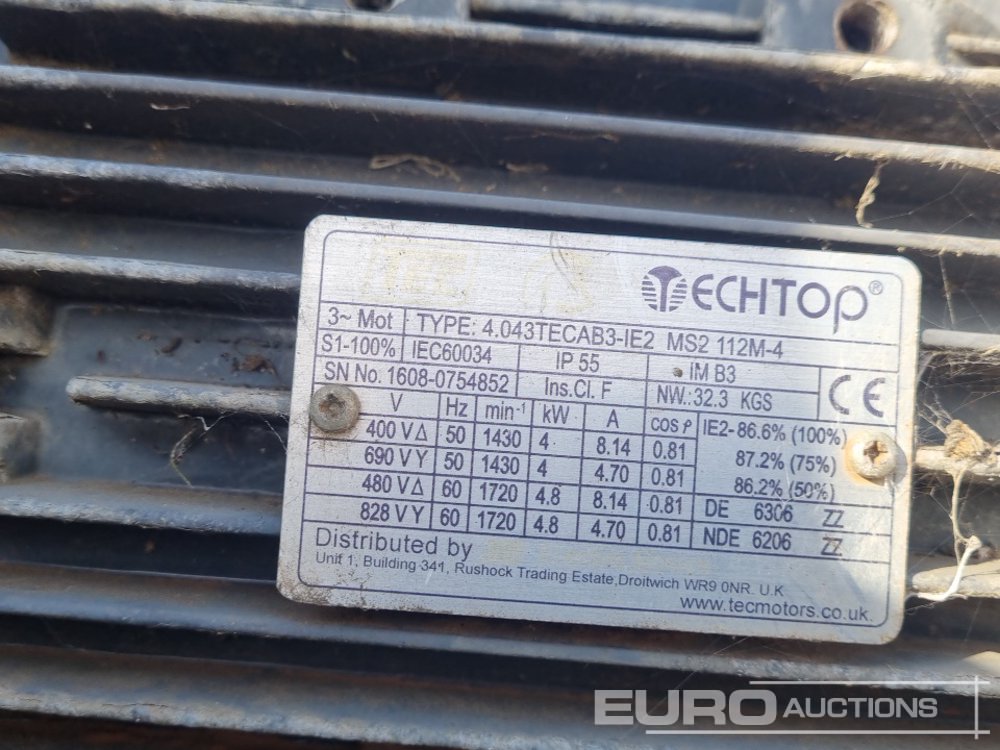 TECHTOP®
3~ Mot TYPE: 4.043TECAB3-IE2 MS2 112M-4
S1-100% IEC60034 IP 55 IM B3
SN No. 1608-0754852 Ins.Cl. F NW.:32.3 KGS CE
V Hz min-¹ kW A cos ρ IE2- 86.6% (100%)
400 V Δ 50 1430 4 8.14 0.81 87.2% (75%)
690 V Y 50 1430 4 4.70 0.81 86.2% (50%)
480 V Δ 60 1720 4.8 8.14 0.81 DE 6306 ZZ
828 V Y 60 1720 4.8 4.70 0.81 NDE 6206 ZZ
Distributed by
Unit 1, Building 341, Rushock Trading Estate,Droitwich WR9 0NR. U.K
www.tecmotors.co.uk.
EURO AUCTIONS